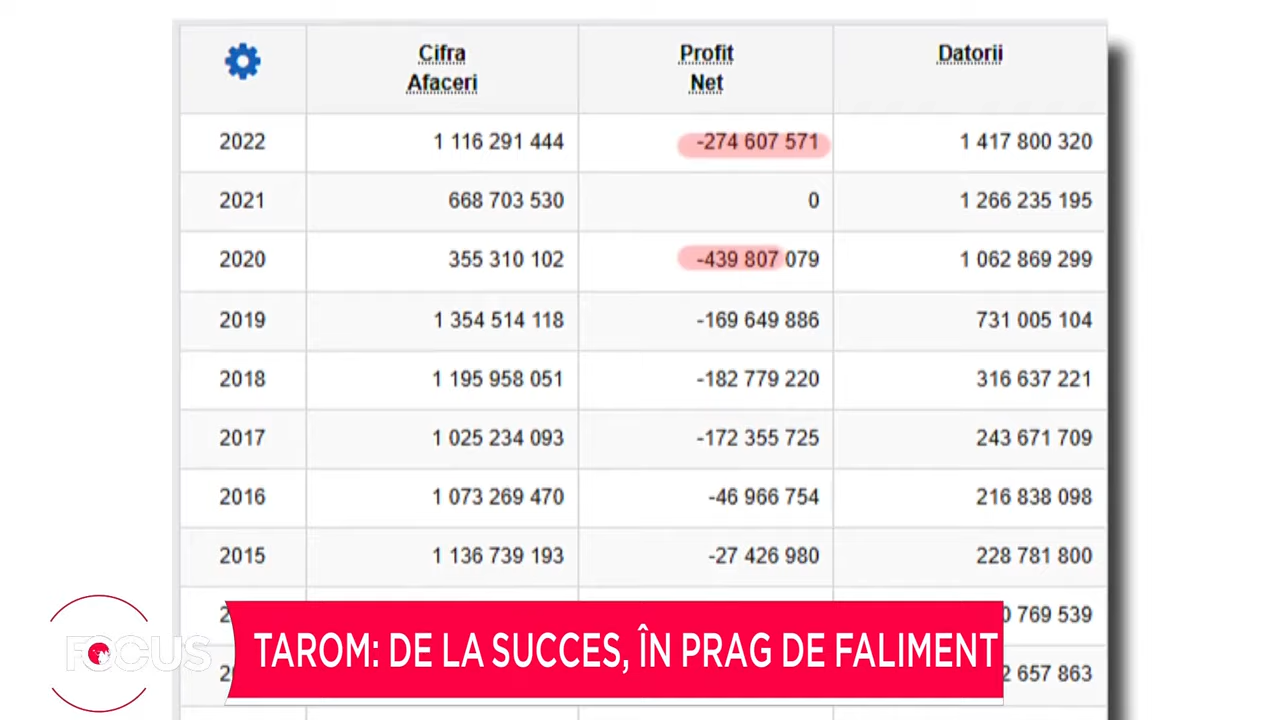 Cifra Afaceri Profit Net Datorii
2022 1 116 291 444 -274 607 571 1 417 800 320
2021 668 703 530 0 1 266 235 195
2020 355 310 102 -439 807 079 1 062 869 299
2019 1 354 514 118 -169 649 886 731 005 104
2018 1 195 958 051 -182 779 220 316 637 221
2017 1 025 234 093 -172 355 725 243 671 709
2016 1 073 269 470 -46 966 754 216 838 098
2015 1 136 739 193 -27 426 980 228 781 800
769 539
657 863
FOCUS
TAROM: DE LA SUCCES, ÎN PRAG DE FALIMENT